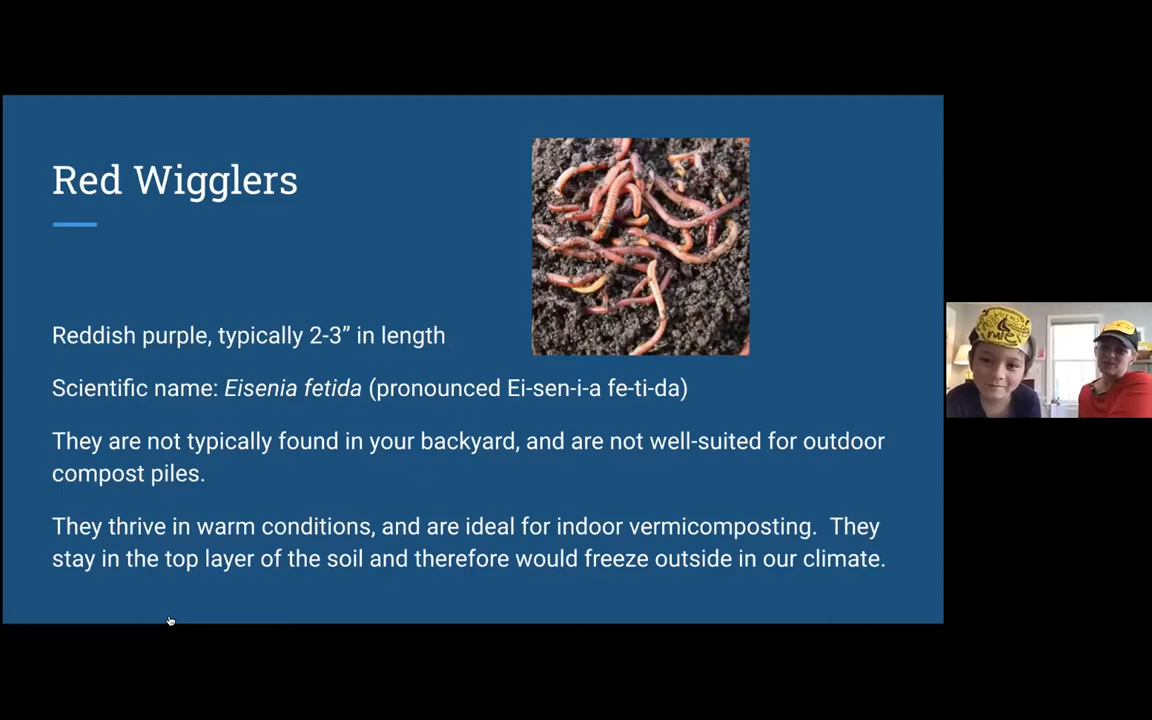 Red Wigglers
Reddish purple, typically 2-3” in length
Scientific name: Eisenia fetida (pronounced Ei-sen-i-a fe-ti-da)
They are not typically found in your backyard, and are not well-suited for outdoor
compost piles.
They thrive in warm conditions, and are ideal for indoor vermicomposting.  They
stay in the top layer of the soil and therefore would freeze outside in our climate.
rule